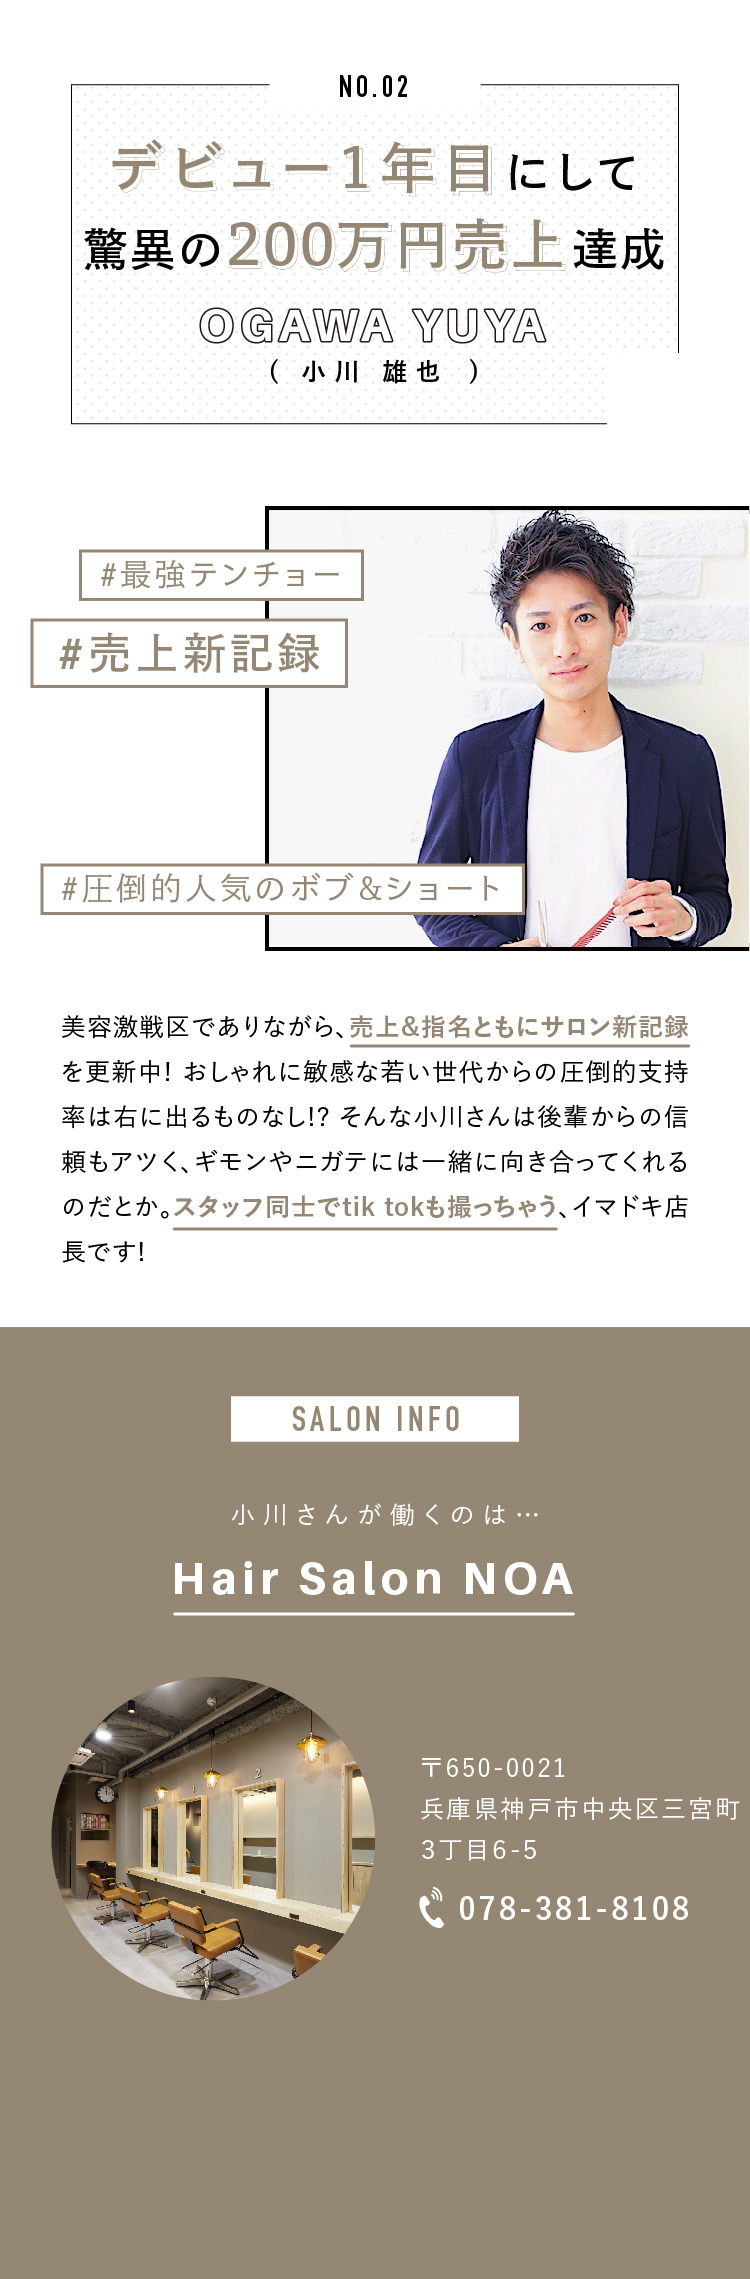 NO.02
デビュー1年目にして
驚異の200万円売上達成
OGAWA YUYA
( 小川 雄也 )
#最強テンチョー
#売上新記録
#圧倒的人気のボブ&ショート
美容激戦区でありながら、売上&指名ともにサロン新記録
を更新中! おしゃれに敏感な若い世代からの圧倒的支持
率は右に出るものなし!? そんな小川さんは後輩からの信
頼もアツく、ギモンやニガテには一緒に向き合ってくれる
のだとか。スタッフ同士でtik tokも撮っちゃう、イマドキ店
長です!
SALON INFO
小川さんが働くのは…
Hair Salon NOA
1
2
〒650-0021
兵庫県神戸市中央区三宮町
3丁目6-5
078-381-8108